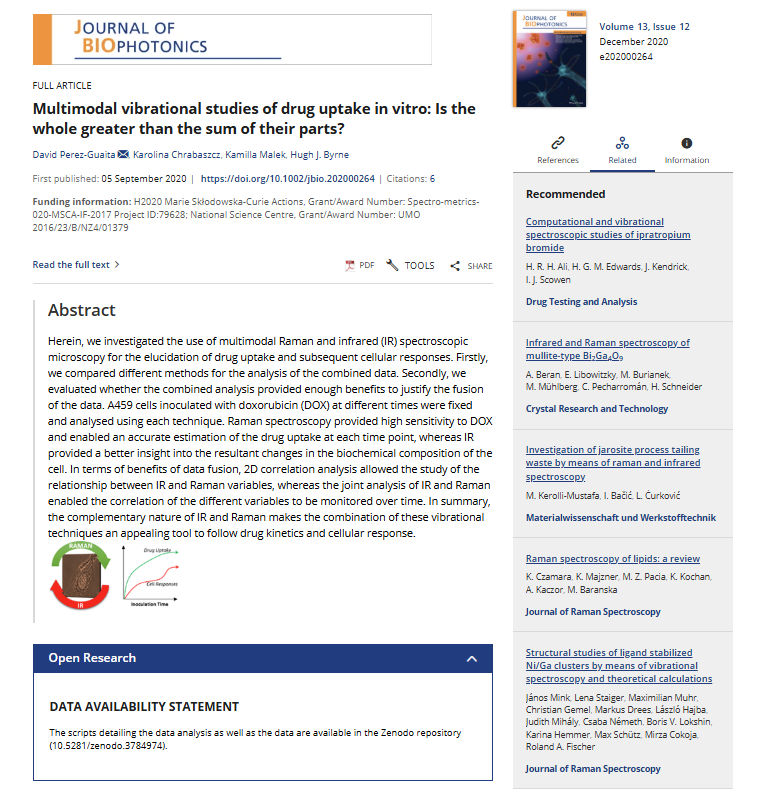 JOURNAL OF
BIOPHOTONICS
FULL ARTICLE
Multimodal vibrational studies of drug uptake in vitro: Is the
whole greater than the sum of their parts?
David Perez-Guaita, Karolina Chrabaszcz, Kamilla Malek, Hugh J. Byrne
First published: 05 September 2020 | https://doi.org/10.1002/jbio.202000264 | Citations: 6
Funding information: H2020 Marie Skłodowska-Curie Actions, Grant/Award Number: Spectro-metrics-
020-MSCA-IF-2017 Project ID:79628; National Science Centre, Grant/Award Number: UMO
2016/23/B/NZ4/01379
Read the full text
PDF TOOLS SHARE
Abstract
Herein, we investigated the use of multimodal Raman and infrared (IR) spectroscopic
microscopy for the elucidation of drug uptake and subsequent cellular responses. Firstly,
we compared different methods for the analysis of the combined data. Secondly, we
evaluated whether the combined analysis provided enough benefits to justify the fusion
of the data. A459 cells inoculated with doxorubicin (DOX) at different times were fixed
and analysed using each technique. Raman spectroscopy provided high sensitivity to DOX
and enabled an accurate estimation of the drug uptake at each time point, whereas IR
provided a better insight into the resultant changes in the biochemical composition of the
cell. In terms of benefits of data fusion, 2D correlation analysis allowed the study of the
relationship between IR and Raman variables, whereas the joint analysis of IR and Raman
enabled the correlation of the different variables to be monitored over time. In summary,
the complementary nature of IR and Raman makes the combination of these vibrational
techniques an appealing tool to follow drug kinetics and cellular response.
RAMAN
IR
Drug Uptake
Cell Responses
Inoculation Time
Open Research
DATA AVAILABILITY STATEMENT
The scripts detailing the data analysis as well as the data are available in the Zenodo repository
(10.5281/zenodo.3784974).
JOURNAL OF
BIOPHOTONICS
Volume 13, Issue 12
December 2020
e202000264
References Related Information
Recommended
Computational and vibrational
spectroscopic studies of ipratropium
bromide
H. R. H. Ali, H. G. M. Edwards, J. Kendrick,
I. J. Scowen
Drug Testing and Analysis
Infrared and Raman spectroscopy of
mullite-type Bi₂Ga₄O₉
A. Beran, E. Libowitzky, M. Burianek,
M. Mühlberg, C. Pecharromán, H. Schneider
Crystal Research and Technology
Investigation of jarosite process tailing
waste by means of raman and infrared
spectroscopy
M. Kerolli-Mustafa, I. Bačić, L. Ćurković
Materialwissenschaft und Werkstofftechnik
Raman spectroscopy of lipids: a review
K. Czamara, K. Majzner, M. Z. Pacia, K. Kochan,
A. Kaczor, M. Baranska
Journal of Raman Spectroscopy
Structural studies of ligand stabilized
Ni/Ga clusters by means of vibrational
spectroscopy and theoretical calculations
János Mink, Lena Staiger, Maximilian Muhr,
Christian Gemel, Markus Drees, László Hajba,
Judith Mihály, Csaba Németh, Boris V. Lokshin,
Karina Hemmer, Max Schütz, Mirza Cokoja,
Roland A. Fischer
Journal of Raman Spectroscopy